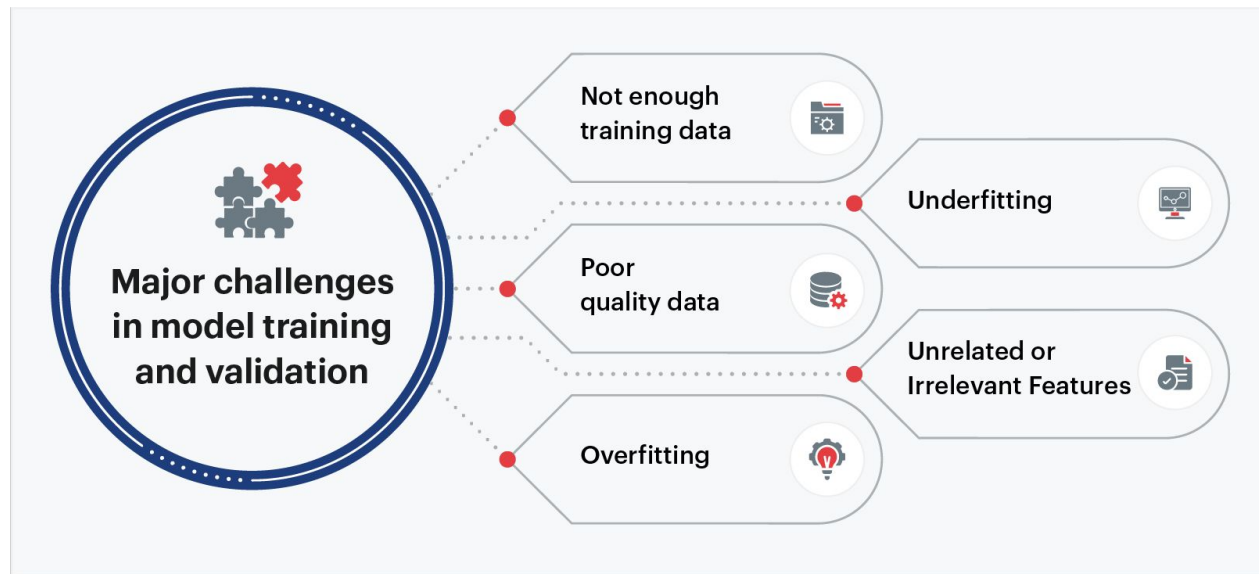 Major challenges
in model training
and validation
Not enough
training data
Underfitting
Poor
quality data
Unrelated or
Irrelevant Features
Overfitting